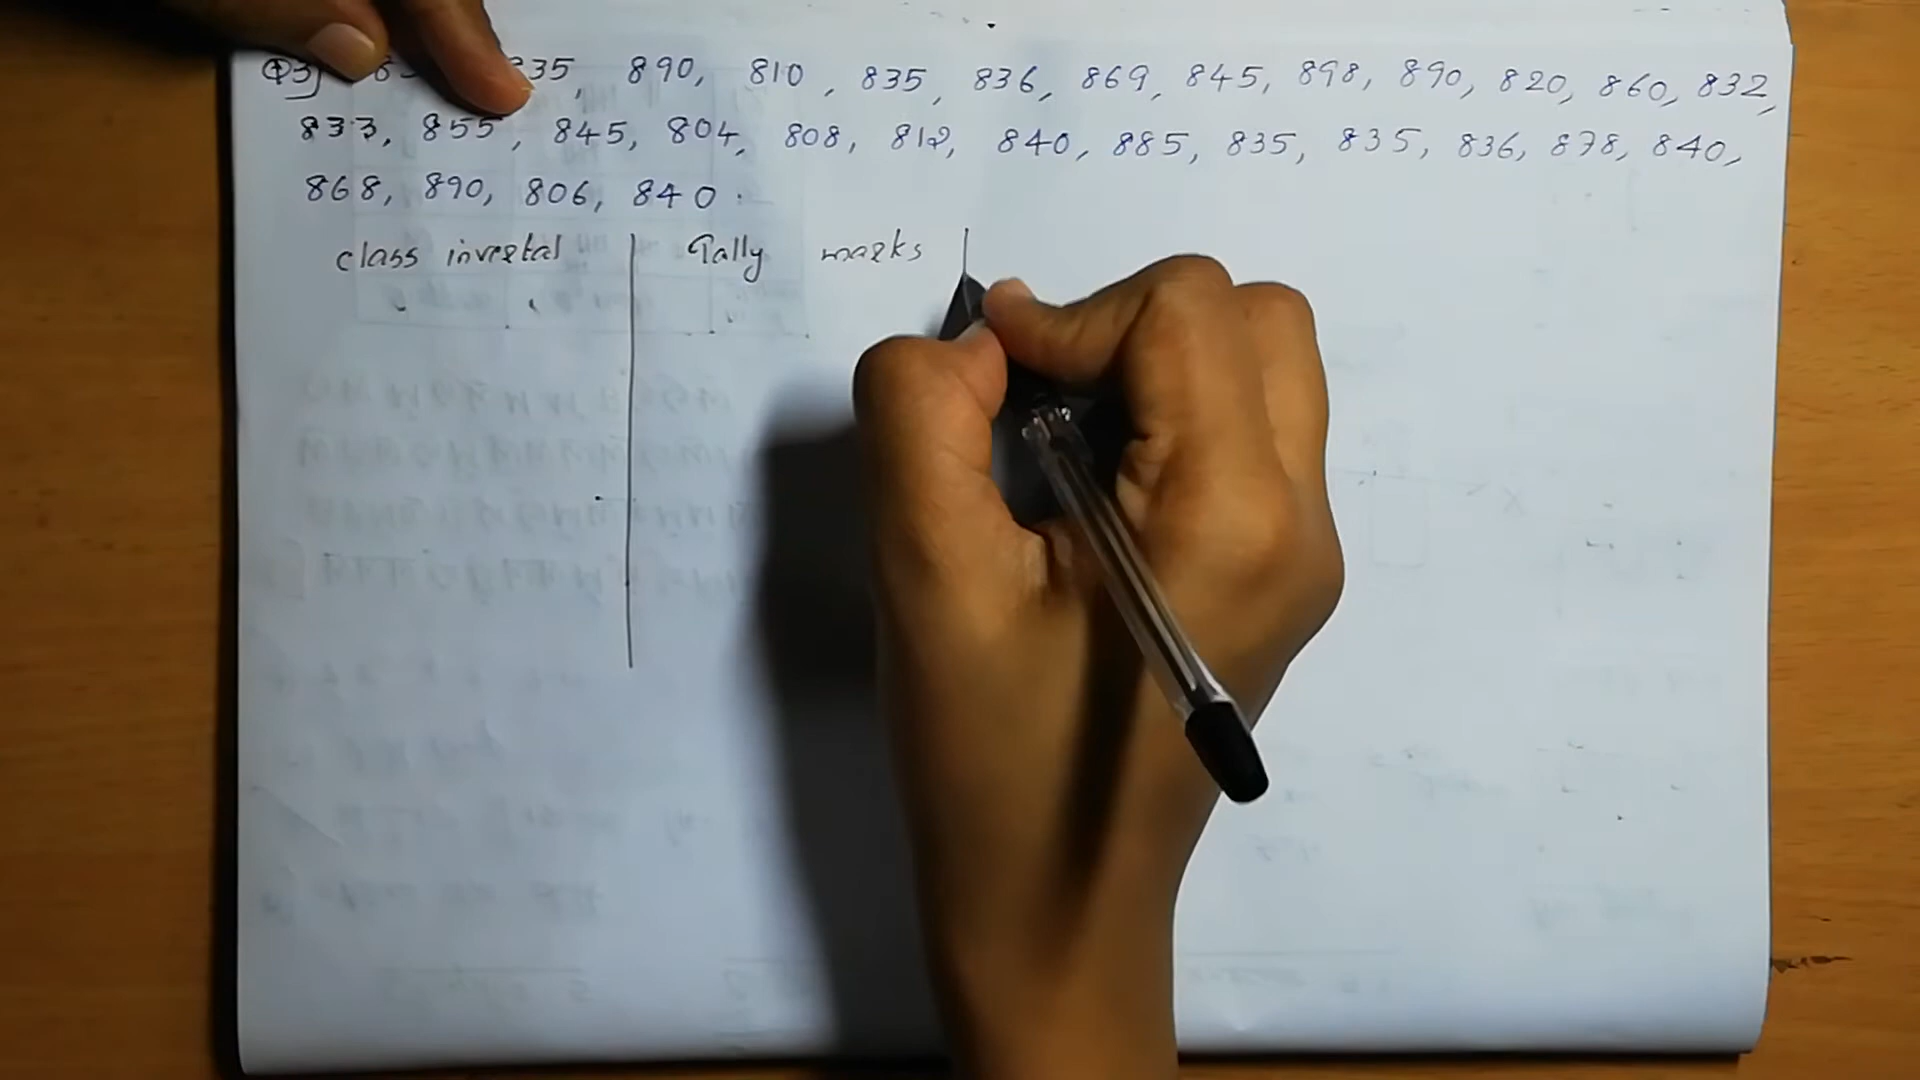 Q3) 835, 890, 810, 835, 836, 869, 845, 898, 890, 820, 860, 832,
833, 855, 845, 804, 808, 812, 840, 885, 835, 835, 836, 878, 840,
868, 890, 806, 840.
class invertal Tally marks